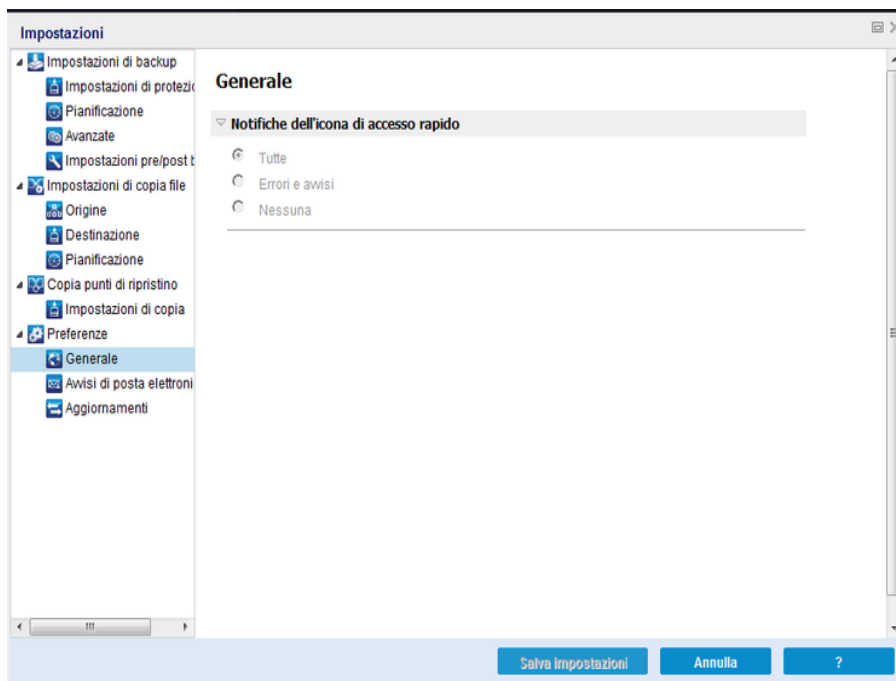 Impostazioni
Impostazioni di backup
Impostazioni di protezio
Pianificazione
Avanzate
Impostazioni pre/post b
Impostazioni di copia file
Origine
Destinazione
Pianificazione
Copia punti di ripristino
Impostazioni di copia
Preferenze
Generale
Avvisi di posta elettroni
Aggiornamenti
Generale
Notifiche dell'icona di accesso rapido
Tutte
Errori e avvisi
Nessuna
Salva impostazioni
Annulla
?